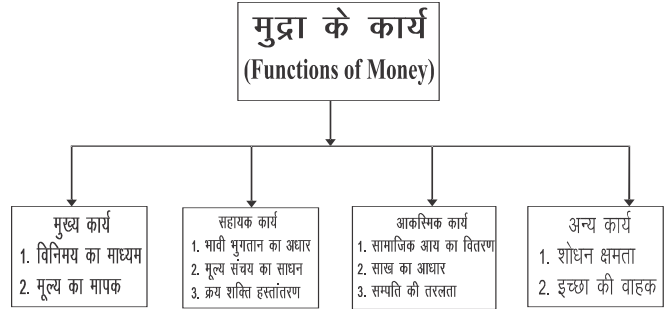 मुद्रा के कार्य
(Functions of Money)
मुख्य कार्य
1. विनिमय का माध्यम
2. मूल्य का मापक
सहायक कार्य
1. भावी भुगतान का अधार
2. मूल्य संचय का साधन
3. क्रय शक्ति हस्तांतरण
आकस्मिक कार्य
1. सामाजिक आय का वितरण
2. साख का आधार
3. सम्पति की तरलता
अन्य कार्य
1. शोधन क्षमता
2. इच्छा की वाहक